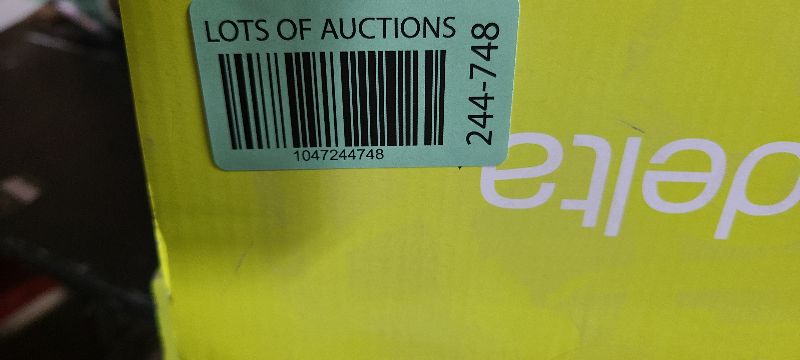 LOTS OF AUCTIONS
244-748
1047244748
delta